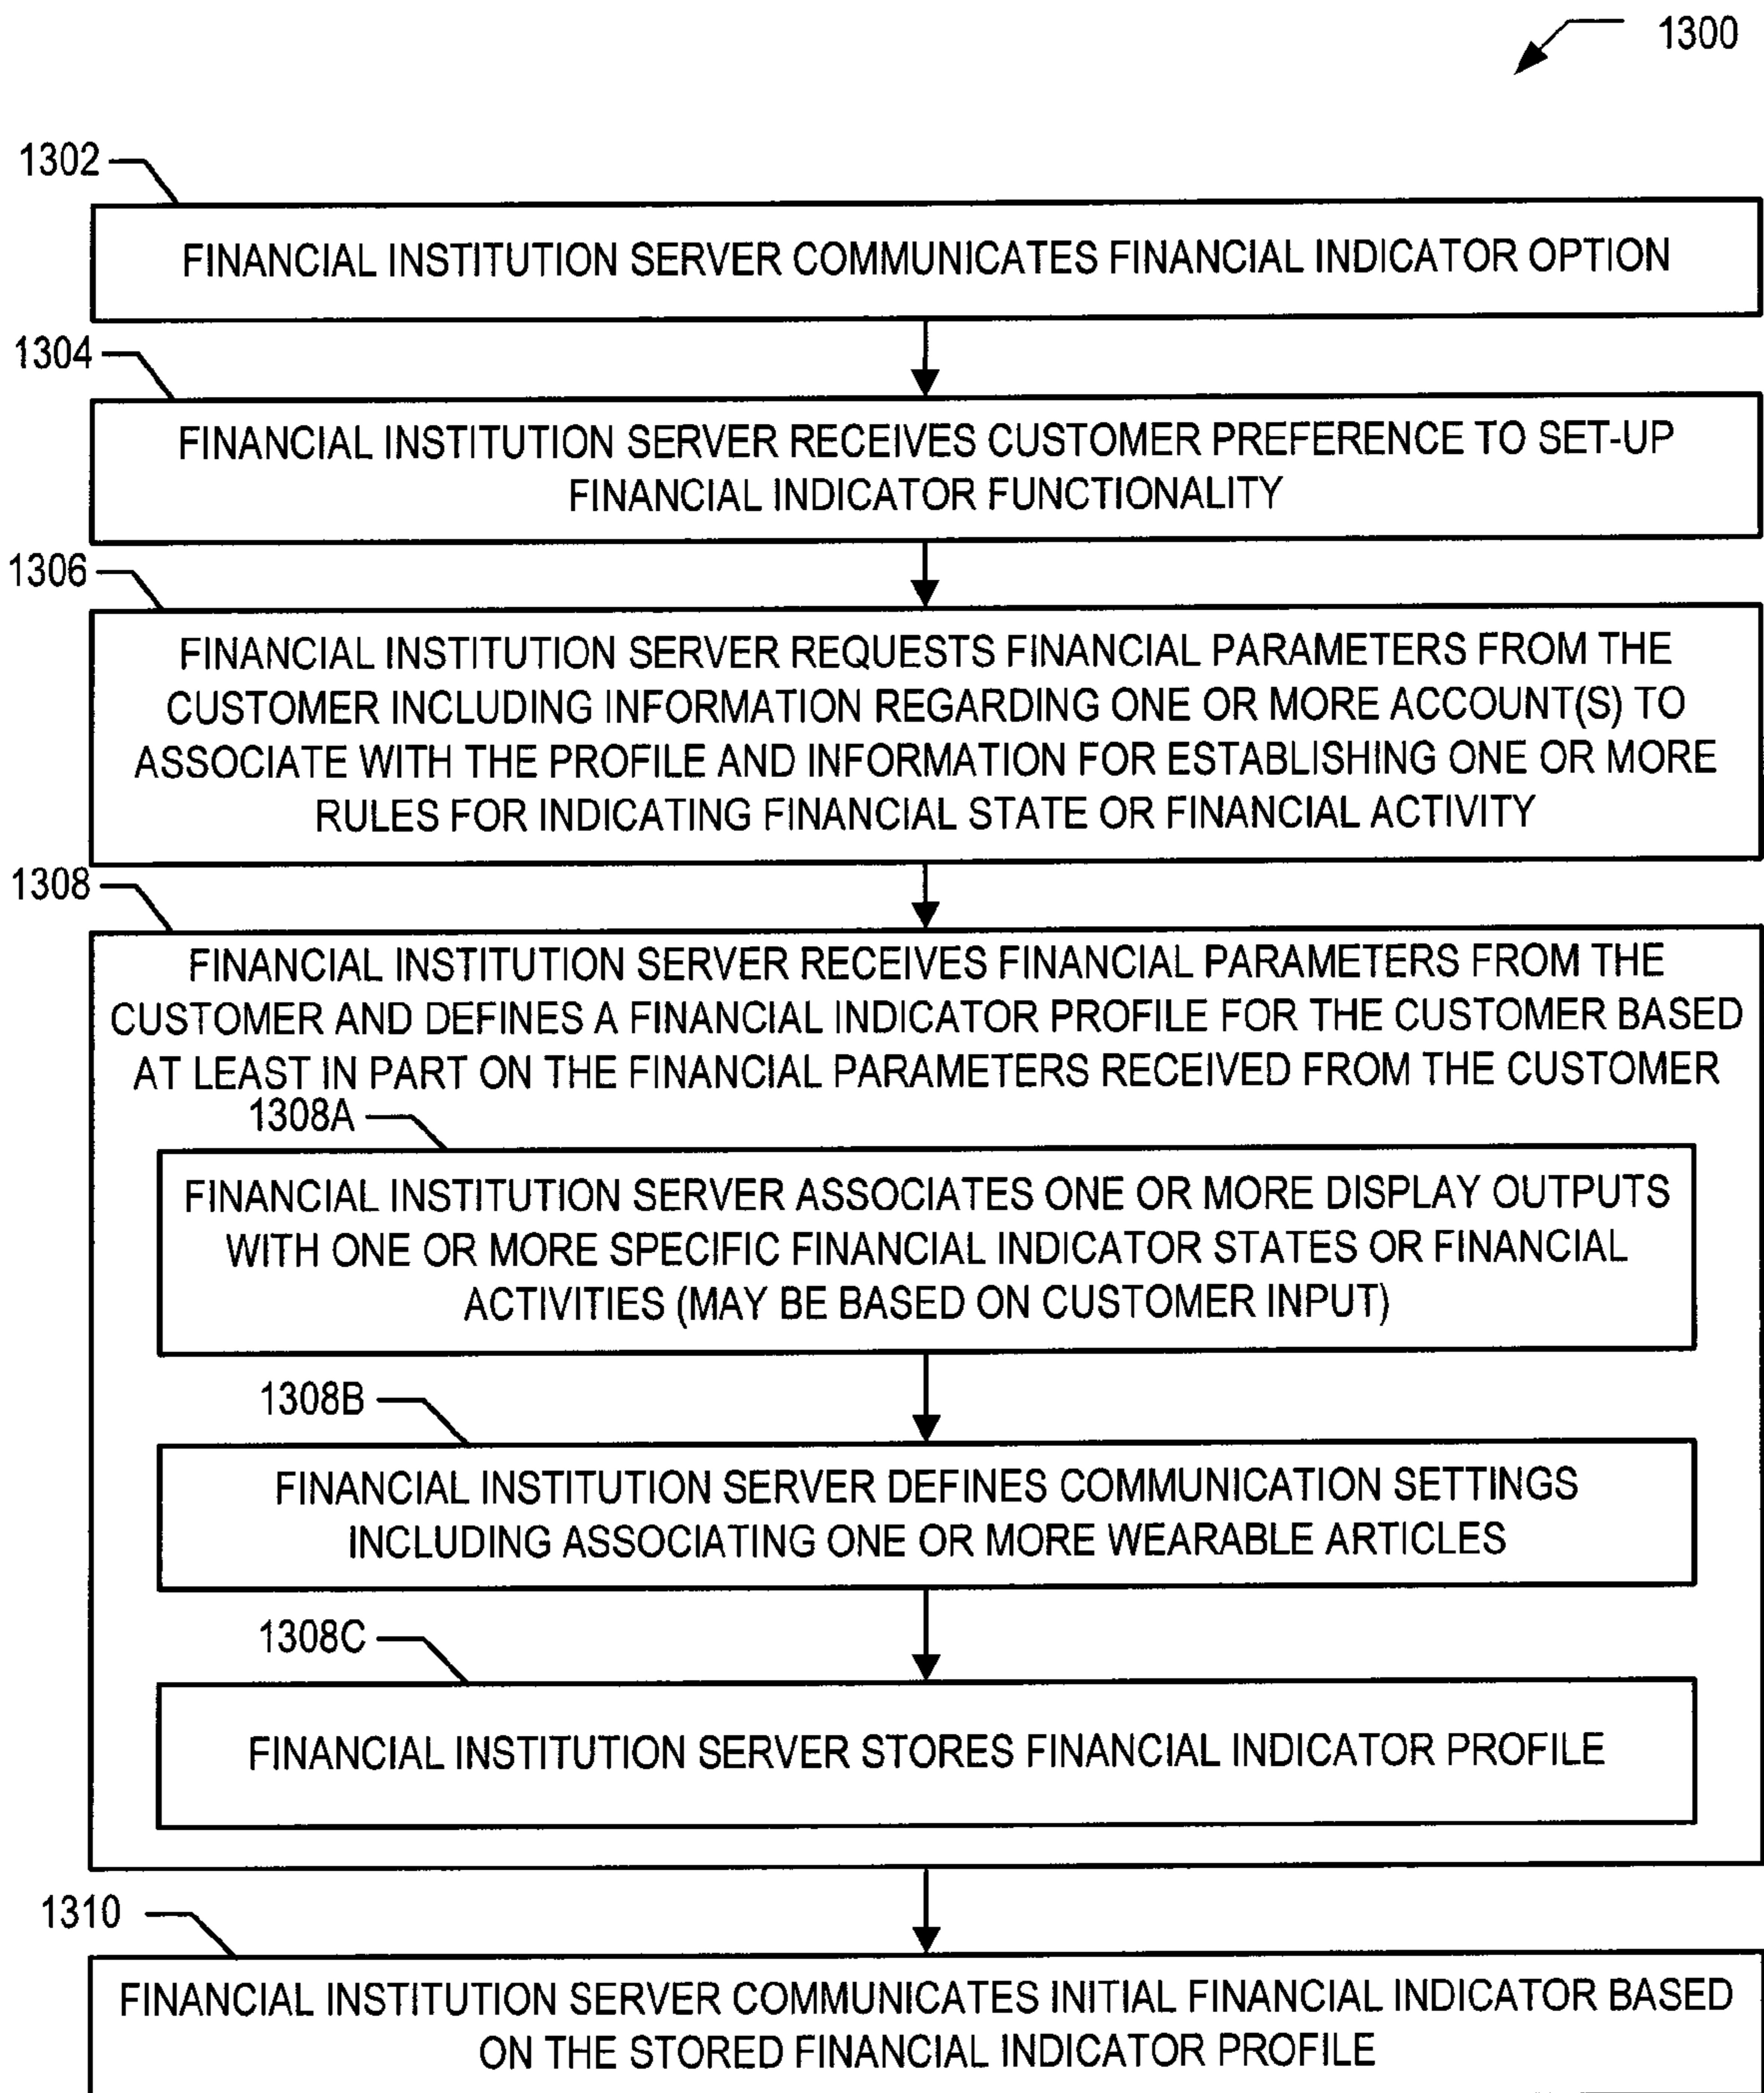 1300
1302
FINANCIAL INSTITUTION SERVER COMMUNICATES FINANCIAL INDICATOR OPTION
1304
FINANCIAL INSTITUTION SERVER RECEIVES CUSTOMER PREFERENCE TO SET-UP
FINANCIAL INDICATOR FUNCTIONALITY
1306
FINANCIAL INSTITUTION SERVER REQUESTS FINANCIAL PARAMETERS FROM THE
CUSTOMER INCLUDING INFORMATION REGARDING ONE OR MORE ACCOUNT(S) TO
ASSOCIATE WITH THE PROFILE AND INFORMATION FOR ESTABLISHING ONE OR MORE
RULES FOR INDICATING FINANCIAL STATE OR FINANCIAL ACTIVITY
1308
FINANCIAL INSTITUTION SERVER RECEIVES FINANCIAL PARAMETERS FROM THE
CUSTOMER AND DEFINES A FINANCIAL INDICATOR PROFILE FOR THE CUSTOMER BASED
AT LEAST IN PART ON THE FINANCIAL PARAMETERS RECEIVED FROM THE CUSTOMER
1308A
FINANCIAL INSTITUTION SERVER ASSOCIATES ONE OR MORE DISPLAY OUTPUTS
WITH ONE OR MORE SPECIFIC FINANCIAL INDICATOR STATES OR FINANCIAL
ACTIVITIES (MAY BE BASED ON CUSTOMER INPUT)
1308B
FINANCIAL INSTITUTION SERVER DEFINES COMMUNICATION SETTINGS
INCLUDING ASSOCIATING ONE OR MORE WEARABLE ARTICLES
1308C
FINANCIAL INSTITUTION SERVER STORES FINANCIAL INDICATOR PROFILE
1310
FINANCIAL INSTITUTION SERVER COMMUNICATES INITIAL FINANCIAL INDICATOR BASED
ON THE STORED FINANCIAL INDICATOR PROFILE